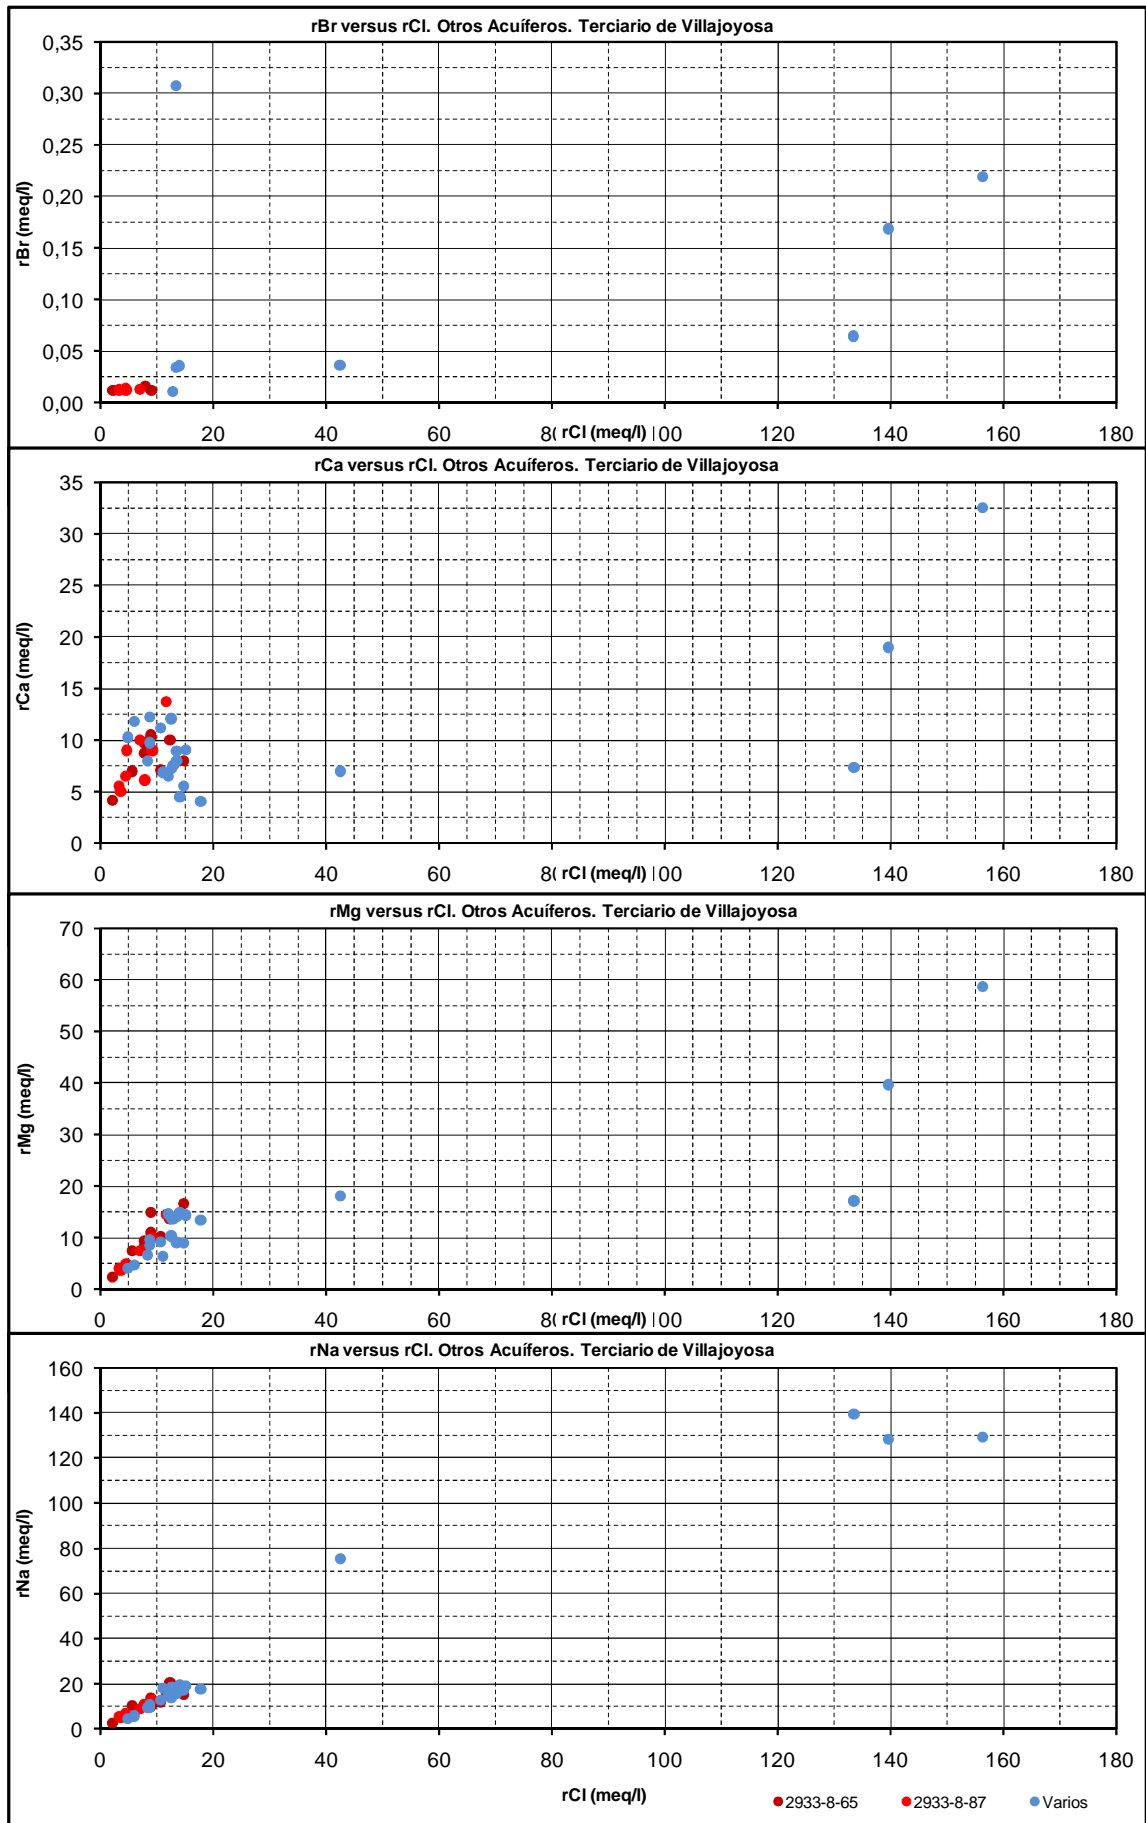 rBr versus rCl. Otros Acuíferos. Terciario de Villajoyosa
0,35
0,30
0,25
0,20
0,15
0,10
0,05
0,00
rBr (meq/l)
0 20 40 60 80 rCl (meq/l) 100 120 140 160 180
rCa versus rCl. Otros Acuíferos. Terciario de Villajoyosa
35
30
25
20
15
10
5
0
rCa (meq/l)
0 20 40 60 80 rCl (meq/l) 100 120 140 160 180
rMg versus rCl. Otros Acuíferos. Terciario de Villajoyosa
70
60
50
40
30
20
10
0
rMg (meq/l)
0 20 40 60 80 rCl (meq/l) 100 120 140 160 180
rNa versus rCl. Otros Acuíferos. Terciario de Villajoyosa
160
140
120
100
80
60
40
20
0
rNa (meq/l)
0 20 40 60 80 100 120 140 160 180
rCl (meq/l)
2933-8-65 2933-8-87 Varios